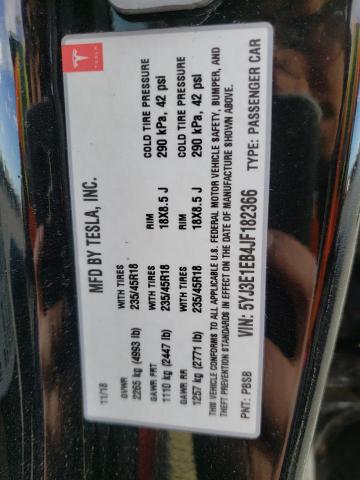 TESLA
MFD BY TESLA, INC.
11/18
GVWR WITH TIRES RIM COLD TIRE PRESSURE
2265 kg (4993 lb) 235/45R18 18X8.5 J 290 kPa, 42 psi
GAWR FRT WITH TIRES RIM COLD TIRE PRESSURE
1110 kg (2447 lb) 235/45R18 18X8.5 J 290 kPa, 42 psi
GAWR RR
1257 kg (2771 lb) 235/45R18
THIS VEHICLE CONFORMS TO ALL APPLICABLE U.S. FEDERAL MOTOR VEHICLE SAFETY, BUMPER, AND
THEFT PREVENTION STANDARDS IN EFFECT ON THE DATE OF MANUFACTURE SHOWN ABOVE.
VIN: 5YJ3E1EB4JF182366 TYPE: PASSENGER CAR
PNT: PBSB